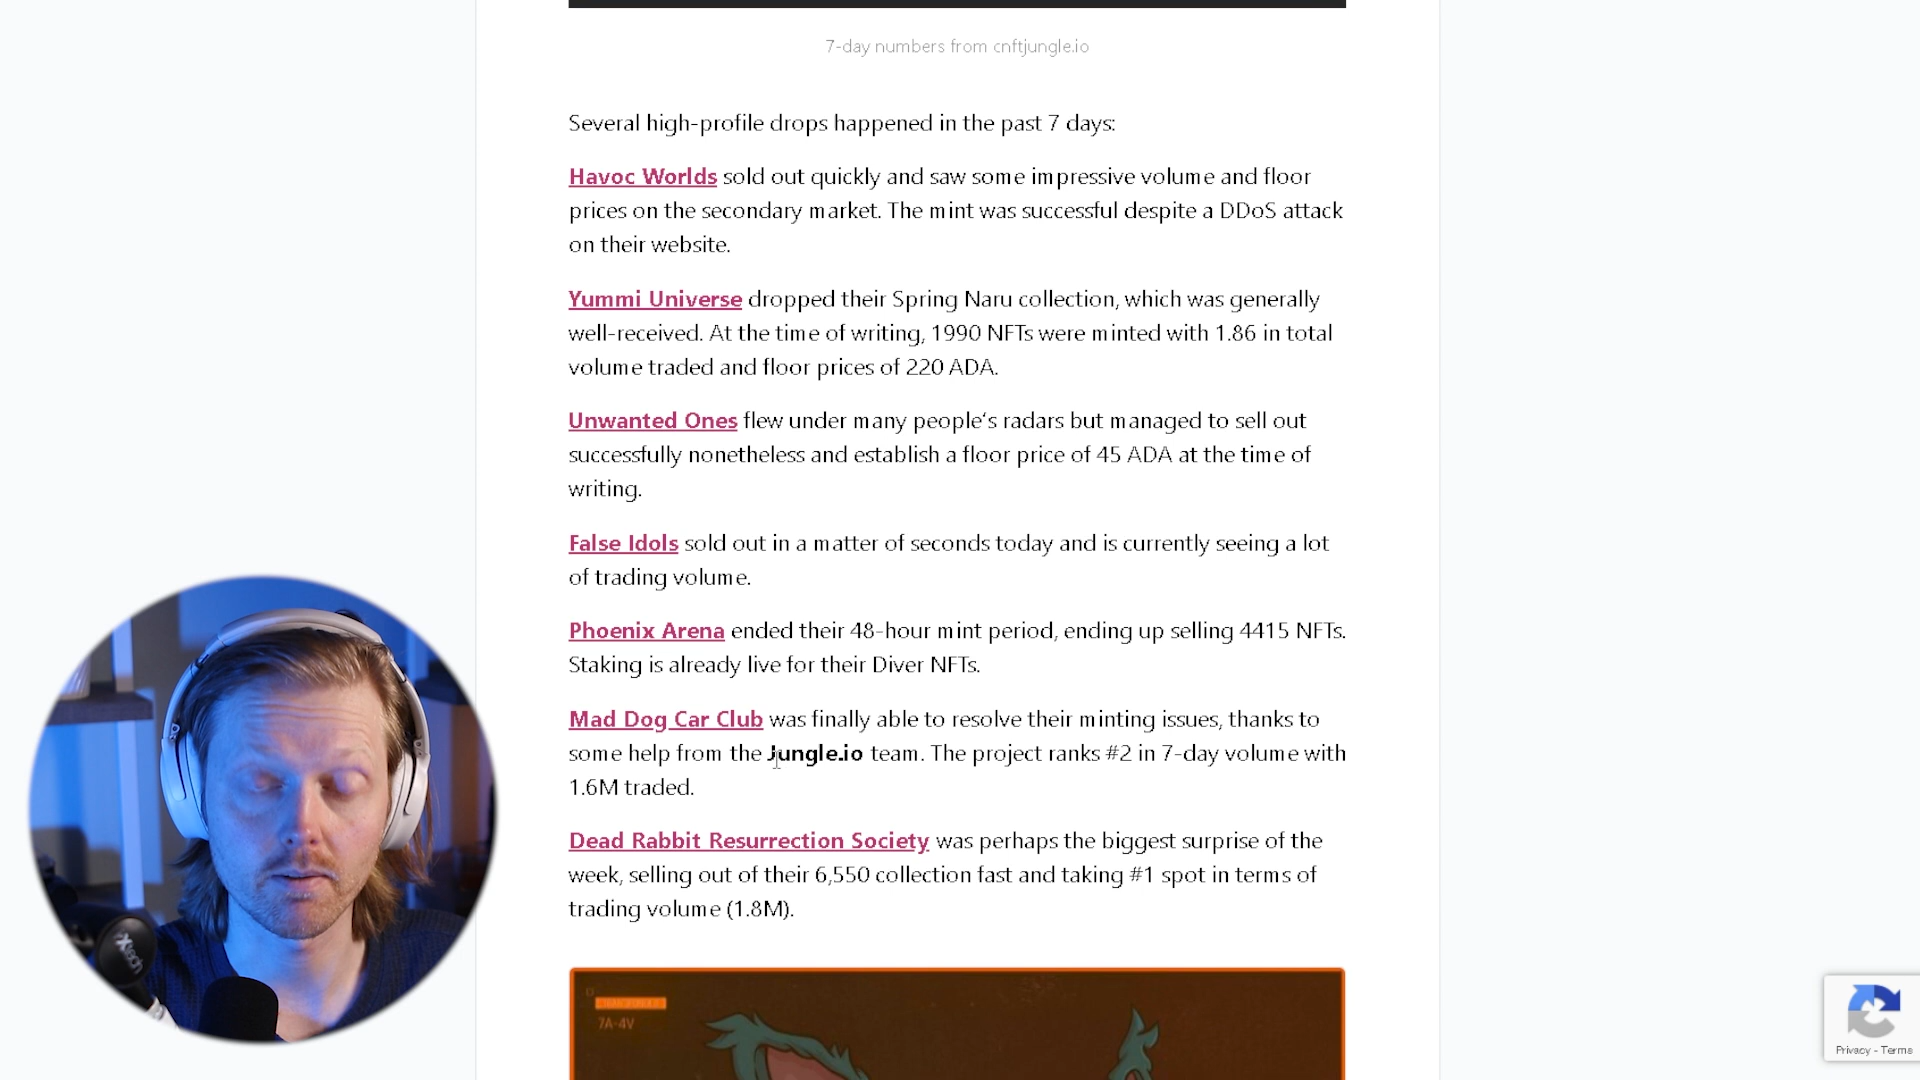 7-day numbers from cnftjungle.io
Several high-profile drops happened in the past 7 days:
Havoc Worlds sold out quickly and saw some impressive volume and floor
prices on the secondary market. The mint was successful despite a DDoS attack
on their website.
Yummi Universe dropped their Spring Naru collection, which was generally
well-received. At the time of writing, 1990 NFTs were minted with 1.86 in total
volume traded and floor prices of 220 ADA.
Unwanted Ones flew under many people's radars but managed to sell out
successfully nonetheless and establish a floor price of 45 ADA at the time of
writing.
False Idols sold out in a matter of seconds today and is currently seeing a lot
of trading volume.
Phoenix Arena ended their 48-hour mint period, ending up selling 4415 NFTs.
Staking is already live for their Diver NFTs.
Mad Dog Car Club was finally able to resolve their minting issues, thanks to
some help from the Jungle.io team. The project ranks #2 in 7-day volume with
1.6M traded.
Dead Rabbit Resurrection Society was perhaps the biggest surprise of the
week, selling out of their 6,550 collection fast and taking #1 spot in terms of
trading volume (1.8M).
7A-4V
Xtech
Privacy - Terms